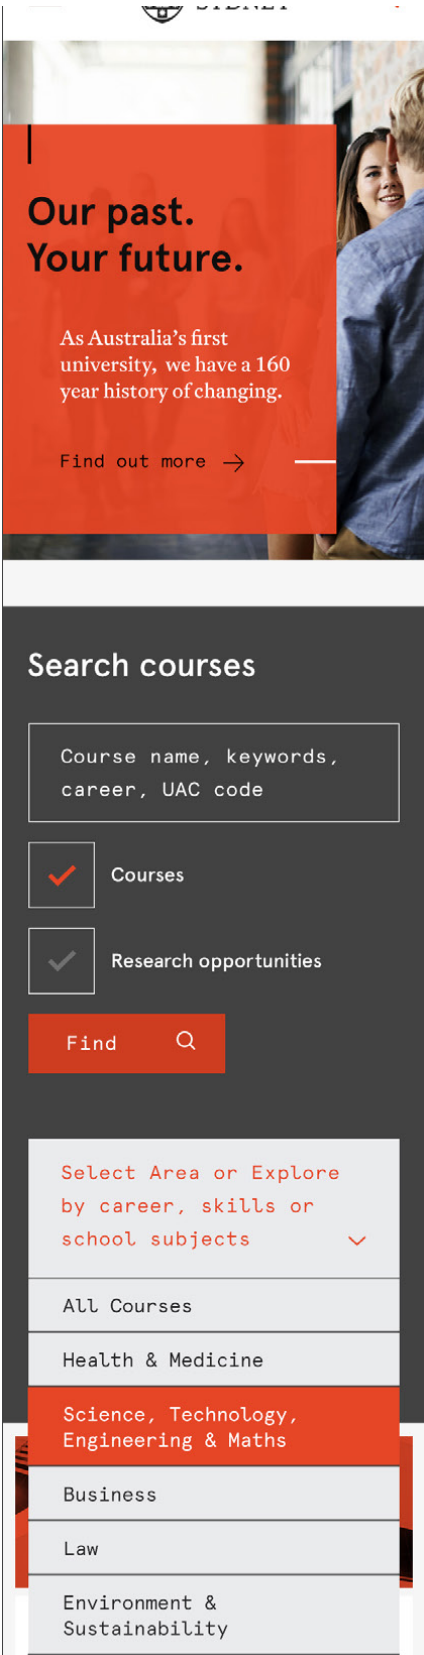 SYDNEY
Our past.
Your future.
As Australia's first
university, we have a 160
year history of changing.
Find out more →
Search courses
Course name, keywords,
career, UAC code
Courses
Research opportunities
Find
Select Area or Explore
by career, skills or
school subjects
All Courses
Health & Medicine
Science, Technology,
Engineering & Maths
Business
Law
Environment &
Sustainability